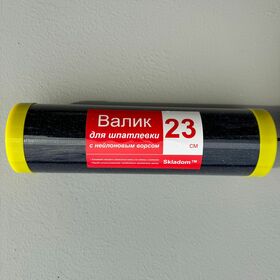 Валик
для шпатлевки
с нейлоновым ворсом
23
см
Skladom™